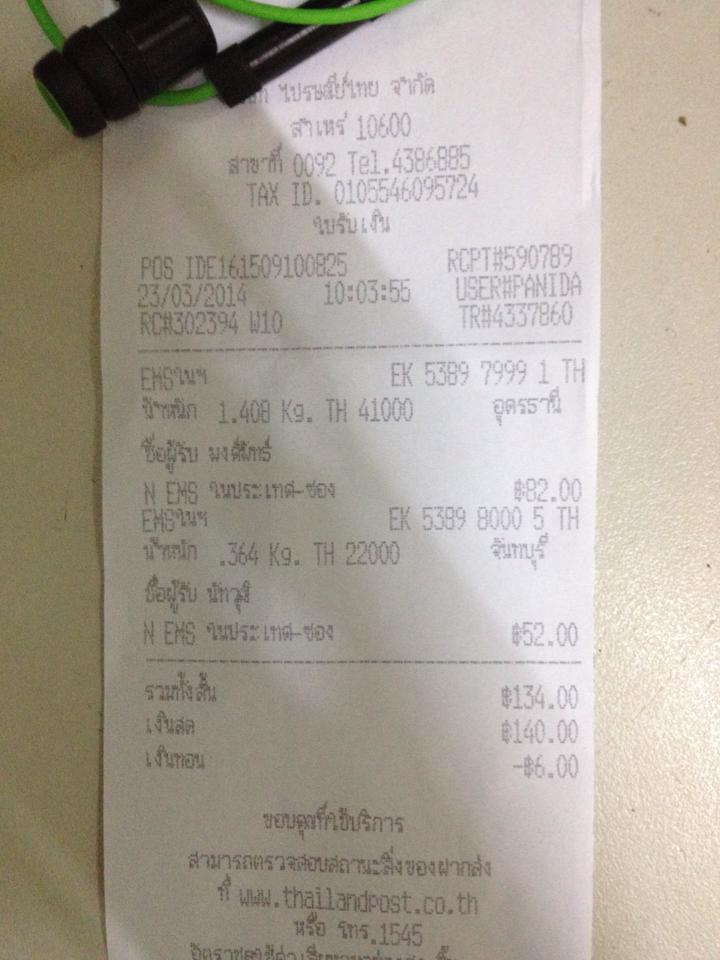 ไปรษณีย์ไทย จำกัด
สำเหร่ 10600
สาขาที่ 0092 Tel.4386885
TAX ID. 0105546095724
ใบรับเงิน
POS IDE161509100825 RCPT#590789
23/03/2014 10:03:55 USER#PANIDA
RC#302394 W10 TR#4337860
EMSในฯ EK 5389 7999 1 TH
น้ำหนัก 1.408 Kg. TH 41000 อุดรธานี
ชื่อผู้รับ
N EMS ในประเทศ-ซอง ฿82.00
EMSในฯ EK 5389 8000 5 TH
น้ำหนัก .364 Kg. TH 22000 จันทบุรี
ชื่อผู้รับ นัทวุฒิ
N EMS ในประเทศ-ซอง ฿52.00
รวมทั้งสิ้น ฿134.00
เงินสด ฿140.00
เงินทอน -฿6.00
ขอบคุณที่ใช้บริการ
สามารถตรวจสอบสถานะสิ่งของฝากส่ง
ที่ www.thailandpost.co.th
หรือ โทร.1545